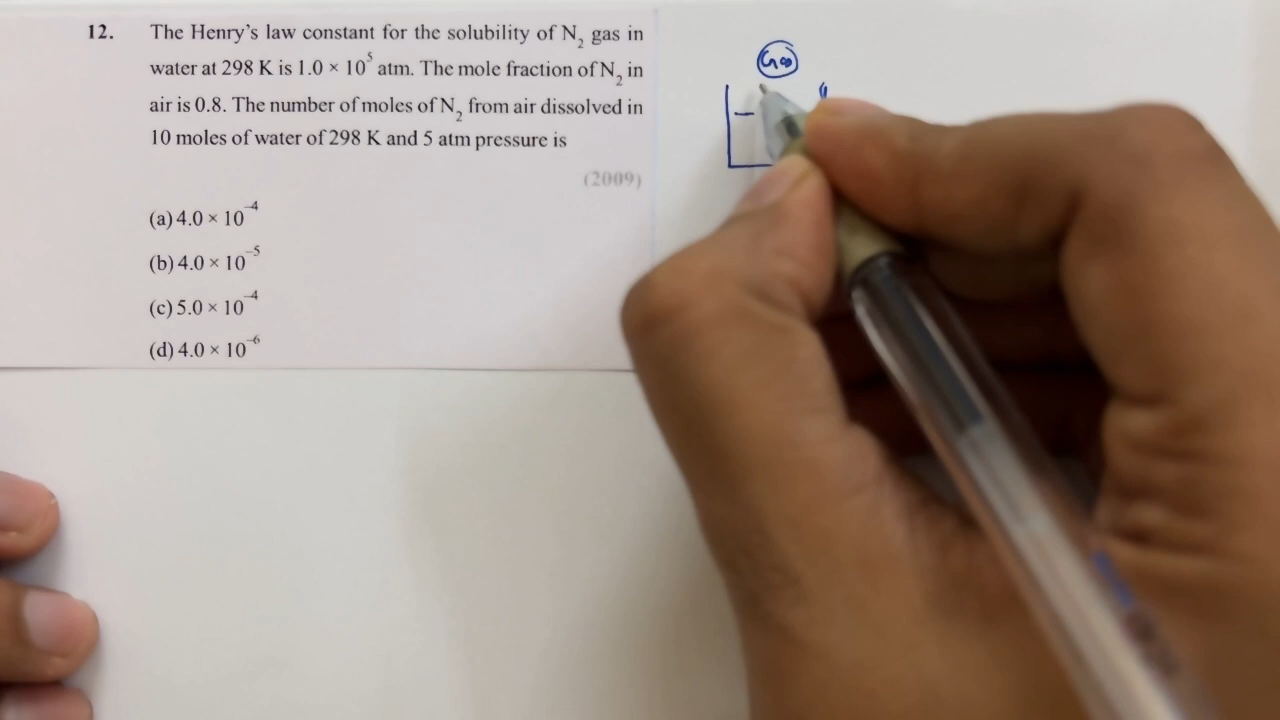 12. The Henry's law constant for the solubility of N₂ gas in
water at 298 K is 1.0 × 10⁵ atm. The mole fraction of N₂ in
air is 0.8. The number of moles of N₂ from air dissolved in
10 moles of water of 298 K and 5 atm pressure is
(2009)
(a) 4.0 × 10⁻⁴
(b) 4.0 × 10⁻⁵
(c) 5.0 × 10⁻⁴
(d) 4.0 × 10⁻⁶